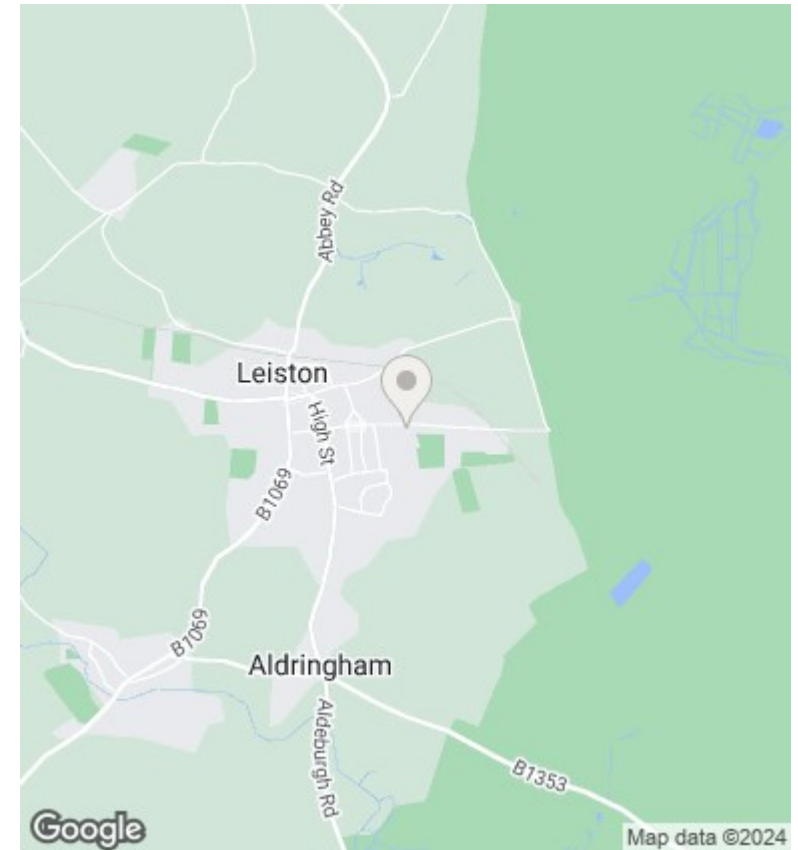 Abbey Rd
Leiston
High St
B1069
B1069
Aldringham
Aldeburgh Rd
B1353
Google
Map data ©2024